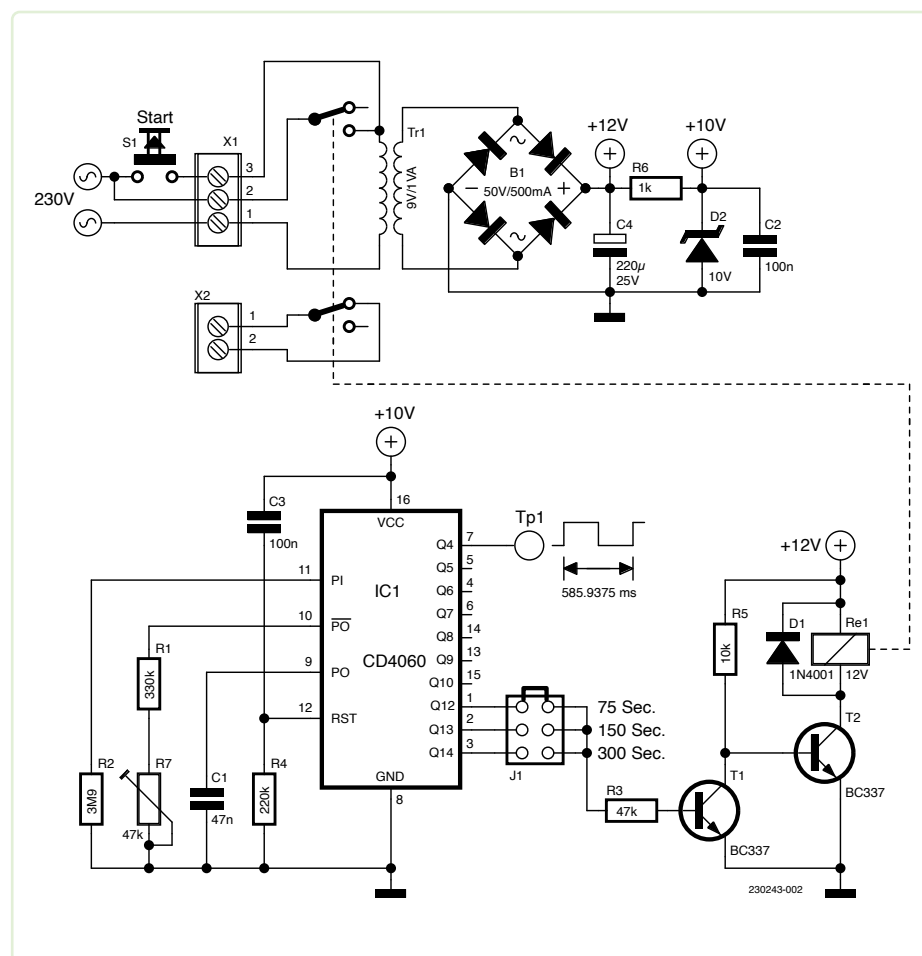 Start
S1
X1
3
2
1
230V
Tr1
9V/1VA
B1
50V/500mA
−
+
+12V
+
R6
1k
+10V
+
C4
220µ
25V
D2
10V
C2
100n
X2
1
2
+10V
+
C3
100n
16
VCC
IC1
CD4060
11
PI
10
PO
9
PO
12
RST
GND
8
Q4
7
Q5
5
Q6
4
Q7
6
Q8
14
Q9
13
Q10
15
Q12
1
Q13
2
Q14
3
Tp1
585.9375 ms
J1
75 Sec.
150 Sec.
300 Sec.
R1
330k
R2
3M9
R7
47k
C1
47n
R4
220k
R3
47k
T1
BC337
+12V
+
R5
10k
D1
1N4001
Re1
12V
T2
BC337
230243-002